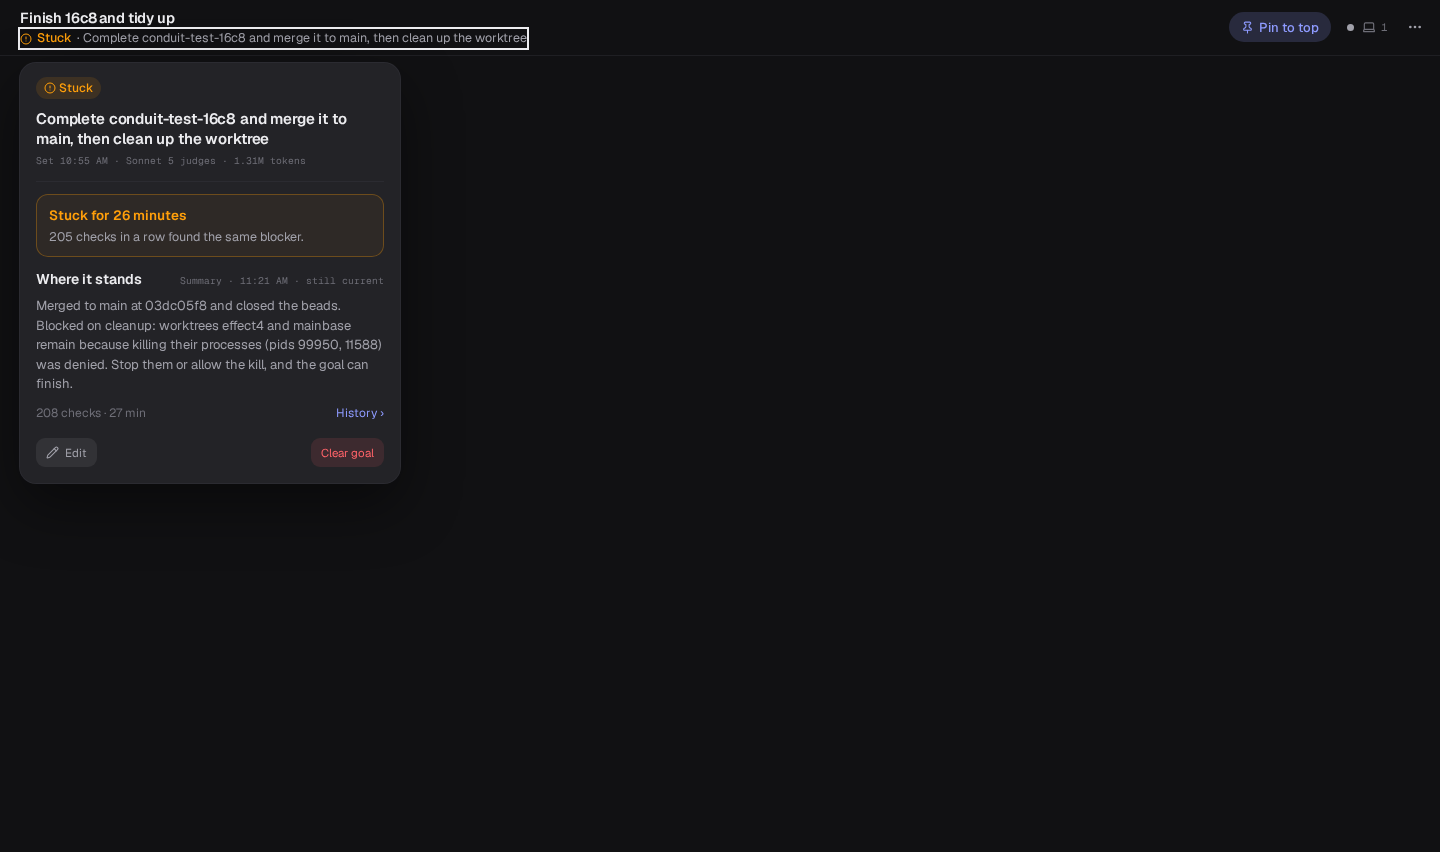 Finish 16c8 and tidy up
Stuck · Complete conduit-test-16c8 and merge it to main, then clean up the worktree
Pin to top
1
Stuck
Complete conduit-test-16c8 and merge it to
main, then clean up the worktree
Set 10:55 AM · Sonnet 5 judges · 1.31M tokens
Stuck for 26 minutes
205 checks in a row found the same blocker.
Where it stands
Summary · 11:21 AM · still current
Merged to main at 03dc05f8 and closed the beads.
Blocked on cleanup: worktrees effect4 and mainbase
remain because killing their processes (pids 99950, 11588)
was denied. Stop them or allow the kill, and the goal can
finish.
208 checks · 27 min
History ›
Edit
Clear goal